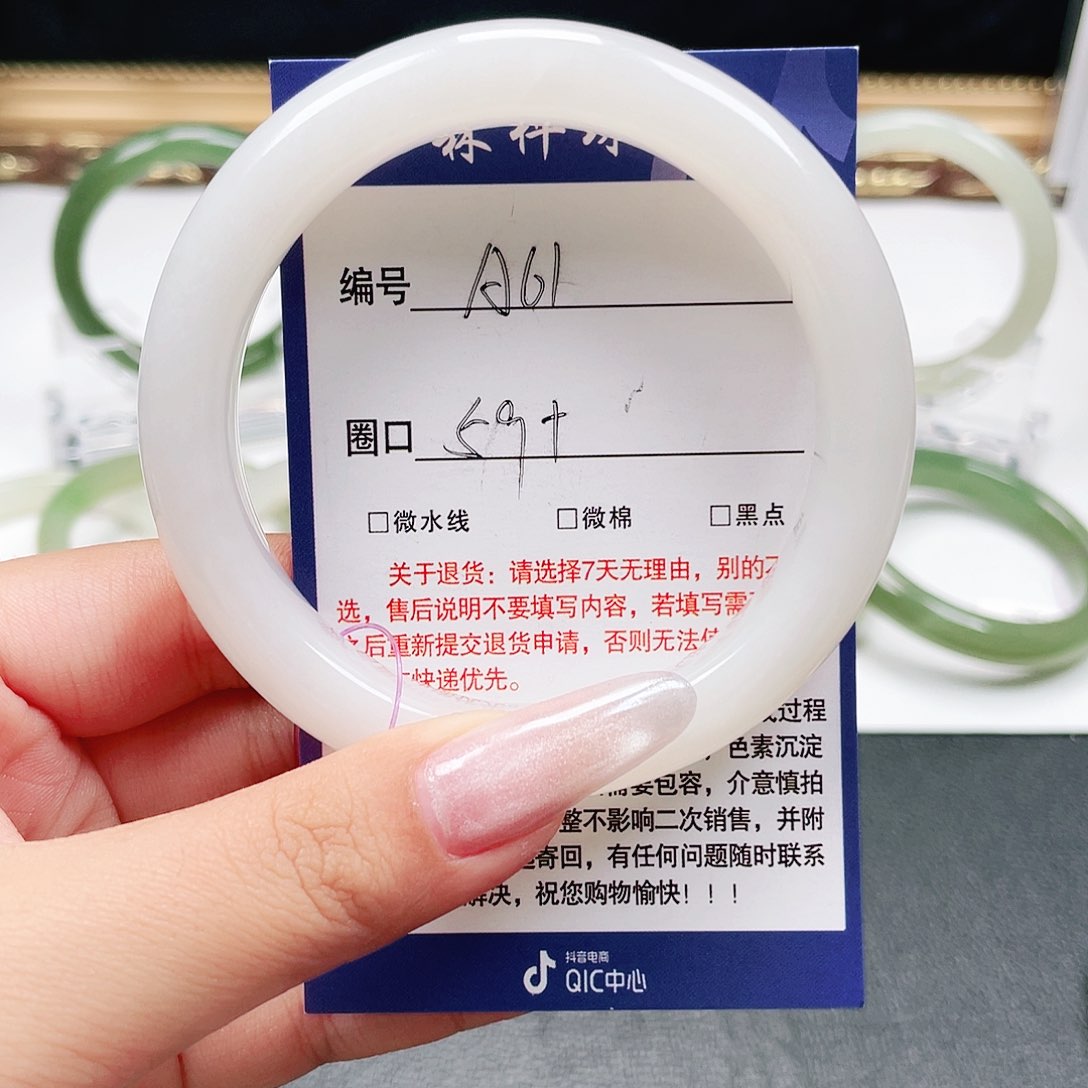 编号 A61
圈口 59+
□微水线 □微棉 □黑点
关于退货：请选择7天无理由，别的
选，售后说明不要填写内容，若填写需
之后重新提交退货申请，否则无法
快递优先。
过程
，色素沉淀
需要包容，介意慎拍
整不影响二次销售，并附
寄回，有任何问题随时联系
解决，祝您购物愉快！！！
抖音电商
QIC中心